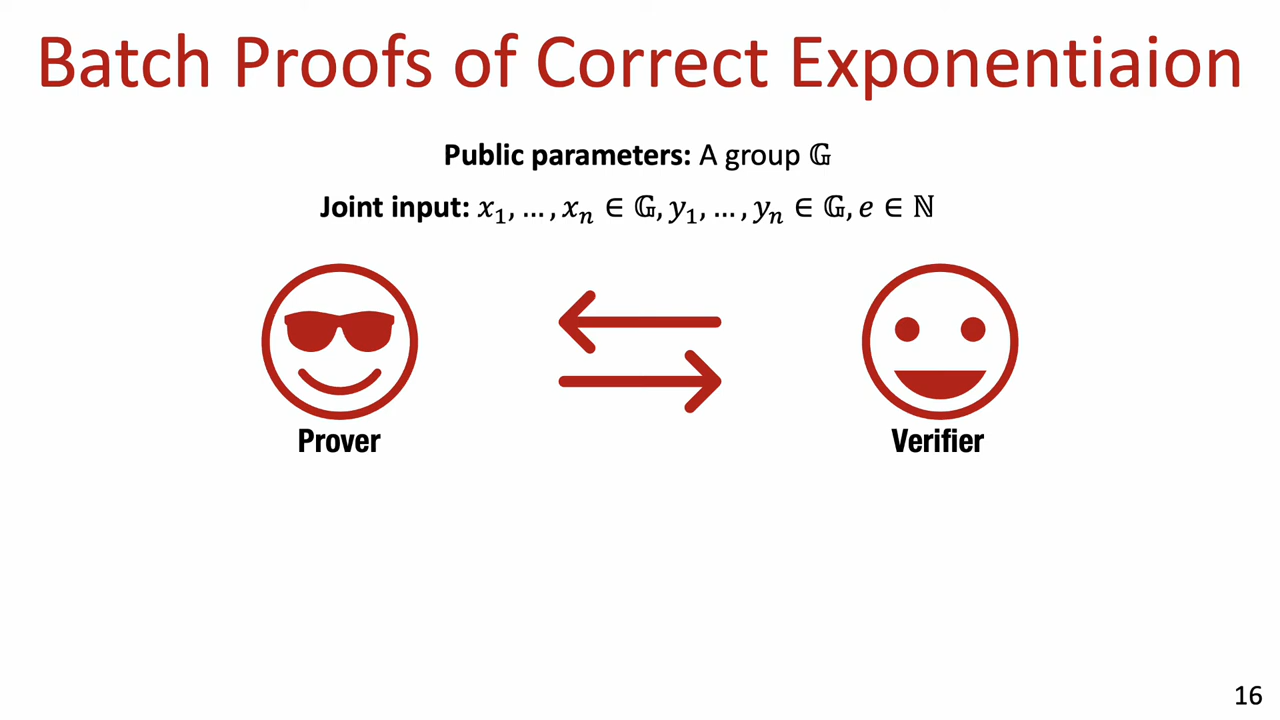 Batch Proofs of Correct Exponentiaion
Public parameters: A group 𝔾
Joint input: 𝑥₁, … , 𝑥ₙ ∈ 𝔾, 𝑦₁, … , 𝑦ₙ ∈ 𝔾, 𝑒 ∈ ℕ
Prover
Verifier
16